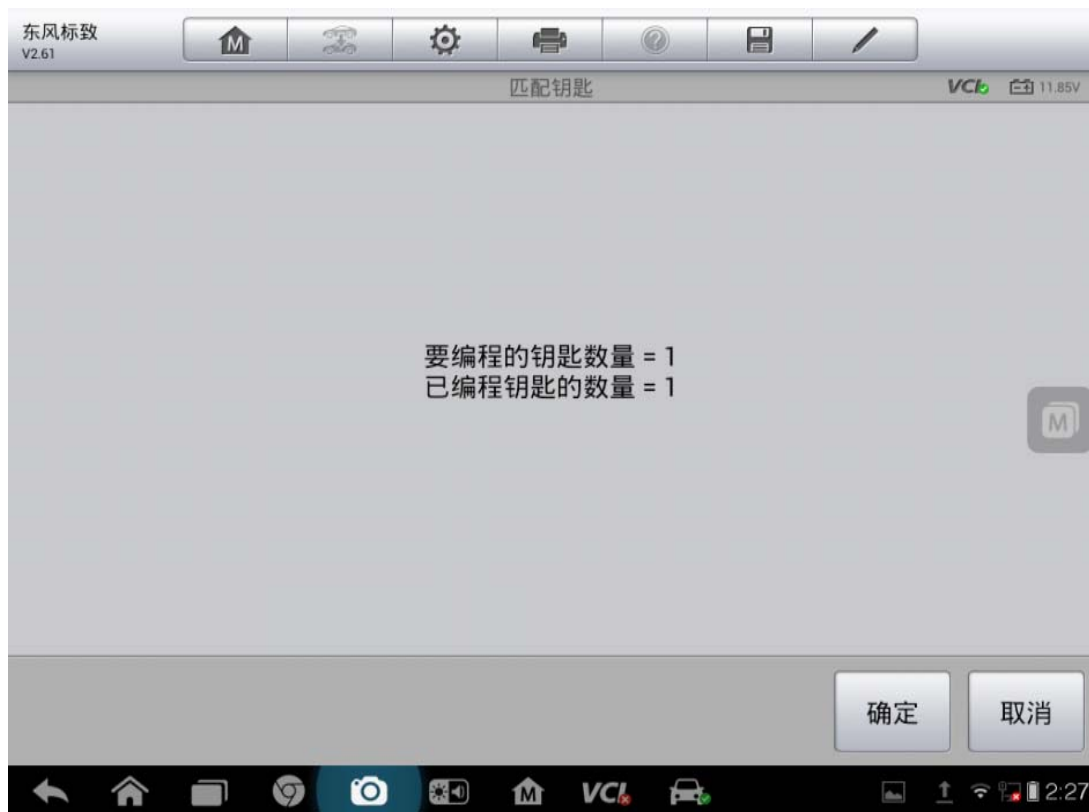 东风标致
V2.61
M
匹配钥匙
VCI
11.85V
要编程的钥匙数量 = 1
已编程钥匙的数量 = 1
M
确定
取消
M
VCI
2:27